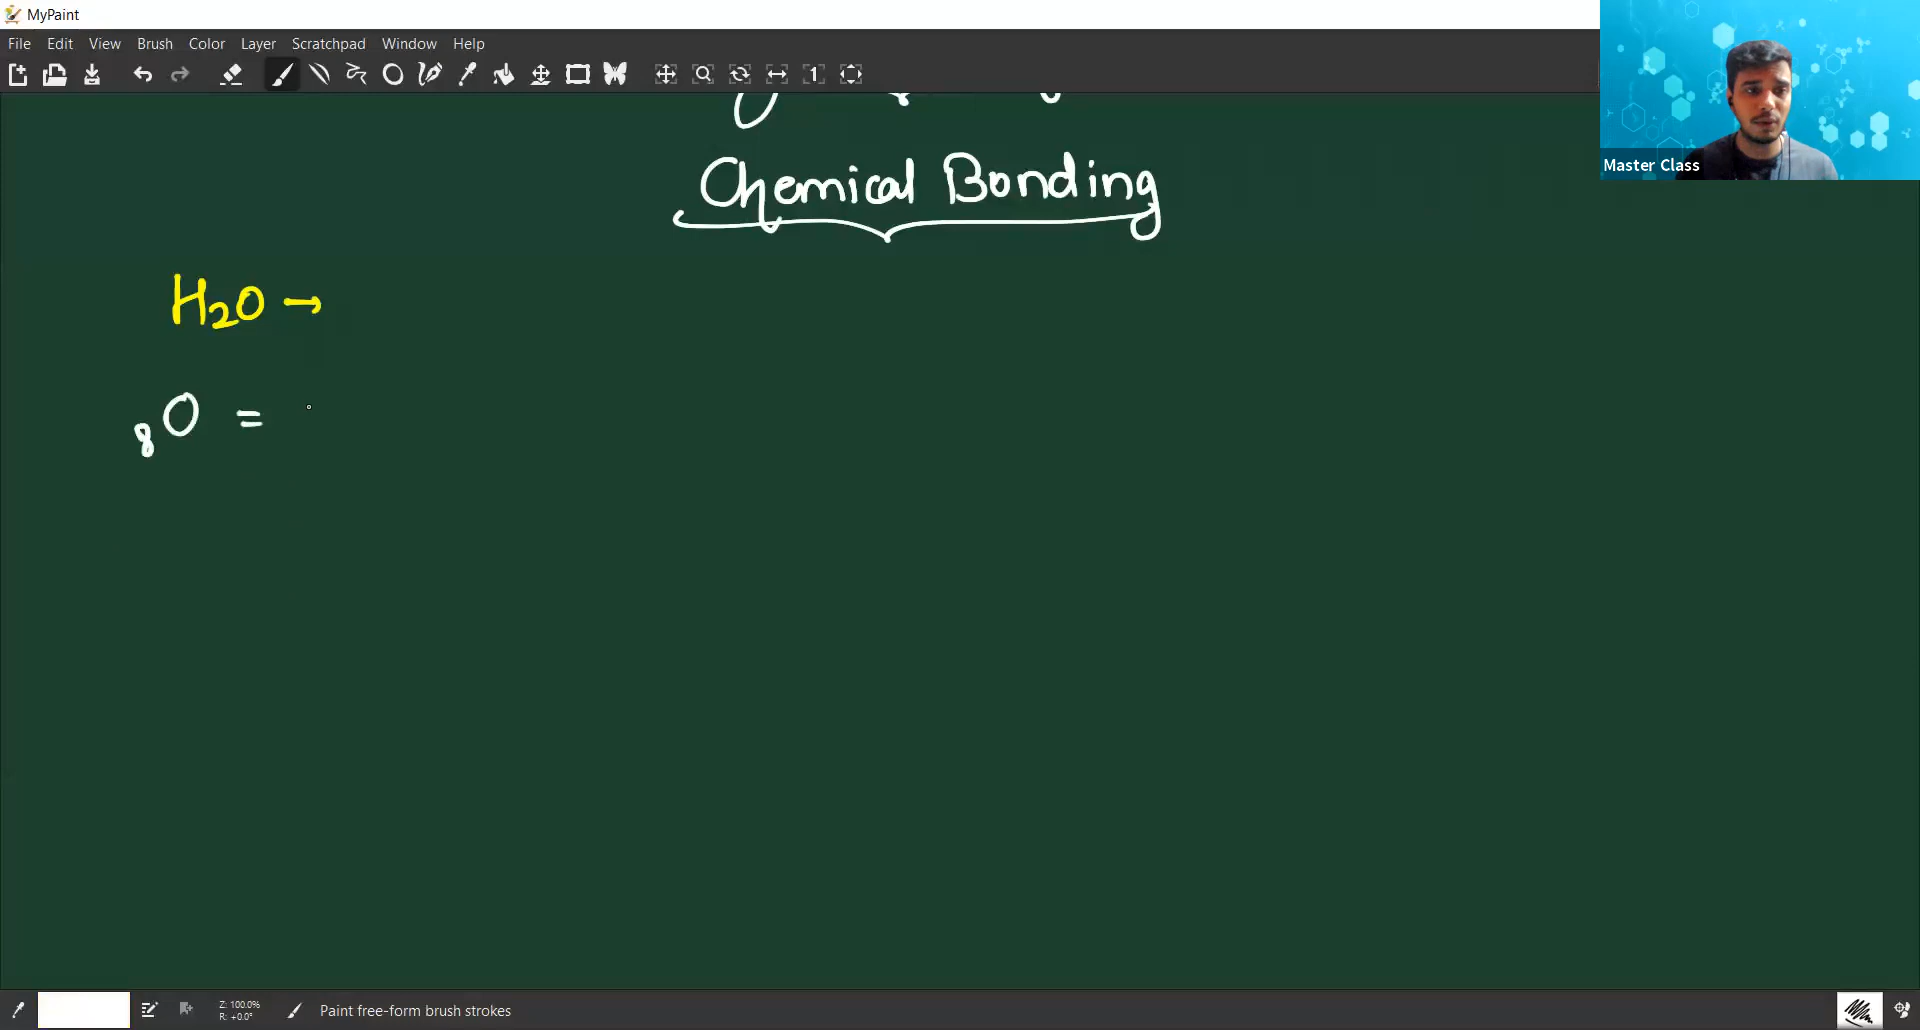 MyPaint
File Edit View Brush Color Layer Scratchpad Window Help
1
Master Class
Chemical Bonding
H₂O →
₈O =
Z: 100.0%
R: +0.0°
Paint free-form brush strokes